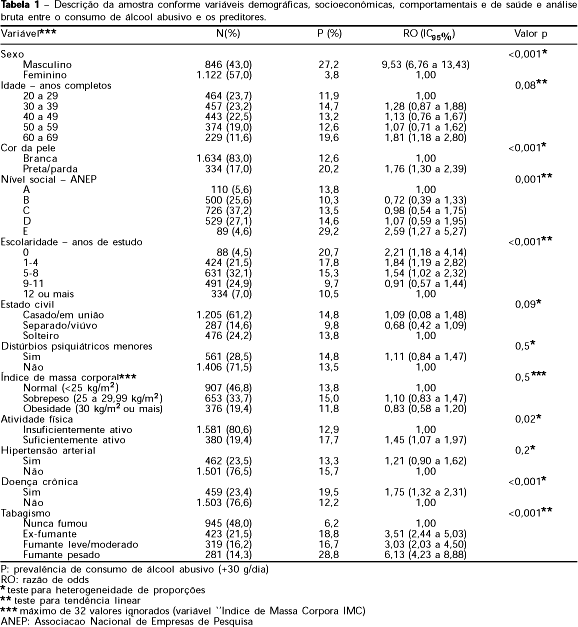 Tabela 1 – Descrição da amostra conforme variáveis demográficas, socioeconômicas, comportamentais e de saúde e análise
bruta entre o consumo de álcool abusivo e os preditores.
Variável*** N(%) P (%) RO (IC95%) Valor p
Sexo <0,001*
Masculino 846 (43,0) 27,2 9,53 (6,76 a 13,43)
Feminino 1.122 (57,0) 3,8 1,00
Idade – anos completos 0,08**
20 a 29 464 (23,7) 11,9 1,00
30 a 39 457 (23,2) 14,7 1,28 (0,87 a 1,88)
40 a 49 443 (22,5) 13,2 1,13 (0,76 a 1,67)
50 a 59 374 (19,0) 12,6 1,07 (0,71 a 1,62)
60 a 69 229 (11,6) 19,6 1,81 (1,18 a 2,80)
Cor da pele <0,001*
Branca 1.634 (83,0) 12,6 1,00
Preta/parda 334 (17,0) 20,2 1,76 (1,30 a 2,39)
Nível social – ANEP 0,001**
A 110 (5,6) 13,8 1,00
B 500 (25,6) 10,3 0,72 (0,39 a 1,33)
C 726 (37,2) 13,5 0,98 (0,54 a 1,75)
D 529 (27,1) 14,6 1,07 (0,59 a 1,95)
E 89 (4,6) 29,2 2,59 (1,27 a 5,27)
Escolaridade – anos de estudo <0,001**
0 88 (4,5) 20,7 2,21 (1,18 a 4,14)
1-4 424 (21,5) 17,8 1,84 (1,19 a 2,82)
5-8 631 (32,1) 15,3 1,54 (1,02 a 2,32)
9-11 491 (24,9) 9,7 0,91 (0,57 a 1,44)
12 ou mais 334 (7,0) 10,5 1,00
Estado civil 0,09*
Casado/em união 1.205 (61,2) 14,8 1,09 (0,08 a 1,48)
Separado/viúvo 287 (14,6) 9,8 0,68 (0,42 a 1,09)
Solteiro 476 (24,2) 13,8 1,00
Distúrbios psiquiátricos menores 0,5*
Sim 561 (28,5) 14,8 1,11 (0,84 a 1,47)
Não 1.406 (71,5) 13,5 1,00
Índice de massa corporal*** 0,5***
Normal (<25 kg/m²) 907 (46,8) 13,8 1,00
Sobrepeso (25 a 29,99 kg/m²) 653 (33,7) 15,0 1,10 (0,83 a 1,47)
Obesidade (30 kg/m² ou mais) 376 (19,4) 11,8 0,83 (0,58 a 1,20)
Atividade física 0,02*
Insuficientemente ativo 1.581 (80,6) 12,9 1,00
Suficientemente ativo 380 (19,4) 17,7 1,45 (1,07 a 1,97)
Hipertensão arterial 0,2*
Sim 462 (23,5) 13,3 1,21 (0,90 a 1,62)
Não 1.501 (76,5) 15,7 1,00
Doença crônica <0,001*
Sim 459 (23,4) 19,5 1,75 (1,32 a 2,31)
Não 1.503 (76,6) 12,2 1,00
Tabagismo <0,001**
Nunca fumou 945 (48,0) 6,2 1,00
Ex-fumante 423 (21,5) 18,8 3,51 (2,44 a 5,03)
Fumante leve/moderado 319 (16,2) 16,7 3,03 (2,03 a 4,50)
Fumante pesado 281 (14,3) 28,8 6,13 (4,23 a 8,88)
P: prevalência de consumo de álcool abusivo (+30 g/dia)
RO: razão de odds
* teste para heterogeneidade de proporções
** teste para tendência linear
*** máximo de 32 valores ignorados (variável ``Indice de Massa Corpora IMC)
ANEP: Associacao Nacional de Empresas de Pesquisa